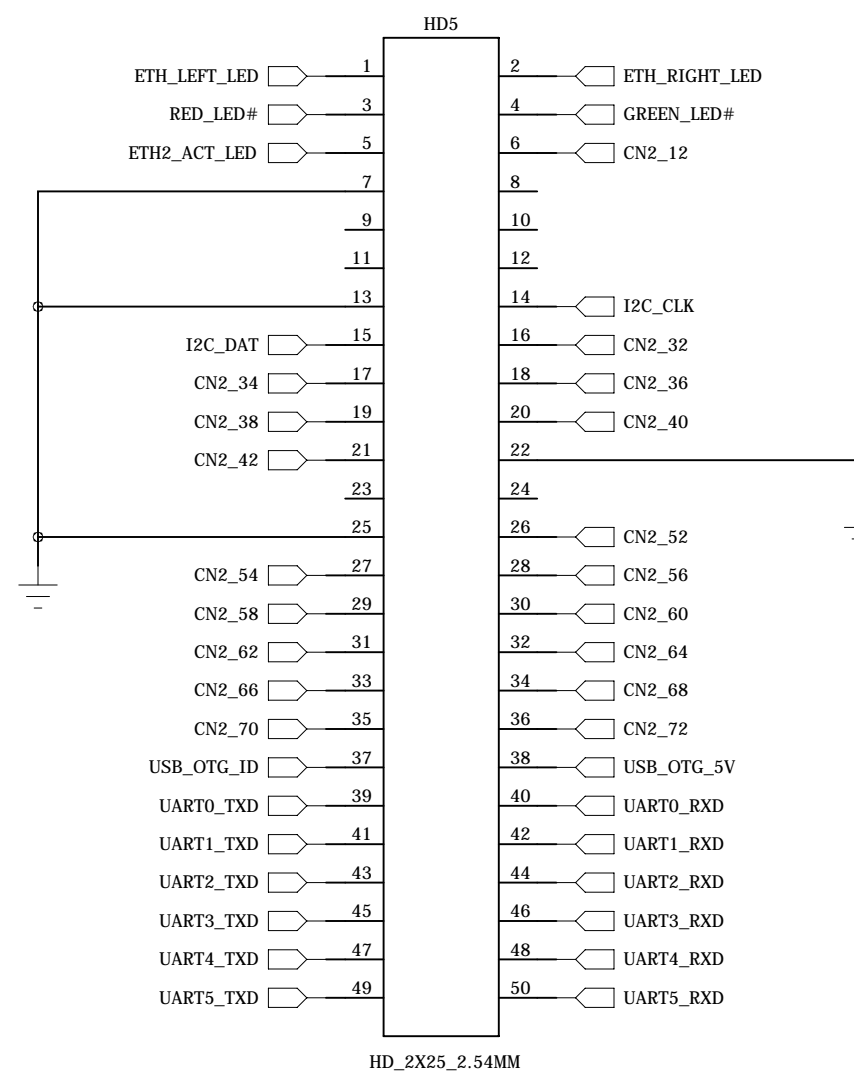 HD5
ETH_LEFT_LED 1 2 ETH_RIGHT_LED
RED_LED# 3 4 GREEN_LED#
ETH2_ACT_LED 5 6 CN2_12
7 8
9 10
11 12
13 14 I2C_CLK
I2C_DAT 15 16 CN2_32
CN2_34 17 18 CN2_36
CN2_38 19 20 CN2_40
CN2_42 21 22
23 24
25 26 CN2_52
CN2_54 27 28 CN2_56
CN2_58 29 30 CN2_60
CN2_62 31 32 CN2_64
CN2_66 33 34 CN2_68
CN2_70 35 36 CN2_72
USB_OTG_ID 37 38 USB_OTG_5V
UART0_TXD 39 40 UART0_RXD
UART1_TXD 41 42 UART1_RXD
UART2_TXD 43 44 UART2_RXD
UART3_TXD 45 46 UART3_RXD
UART4_TXD 47 48 UART4_RXD
UART5_TXD 49 50 UART5_RXD
HD_2X25_2.54MM